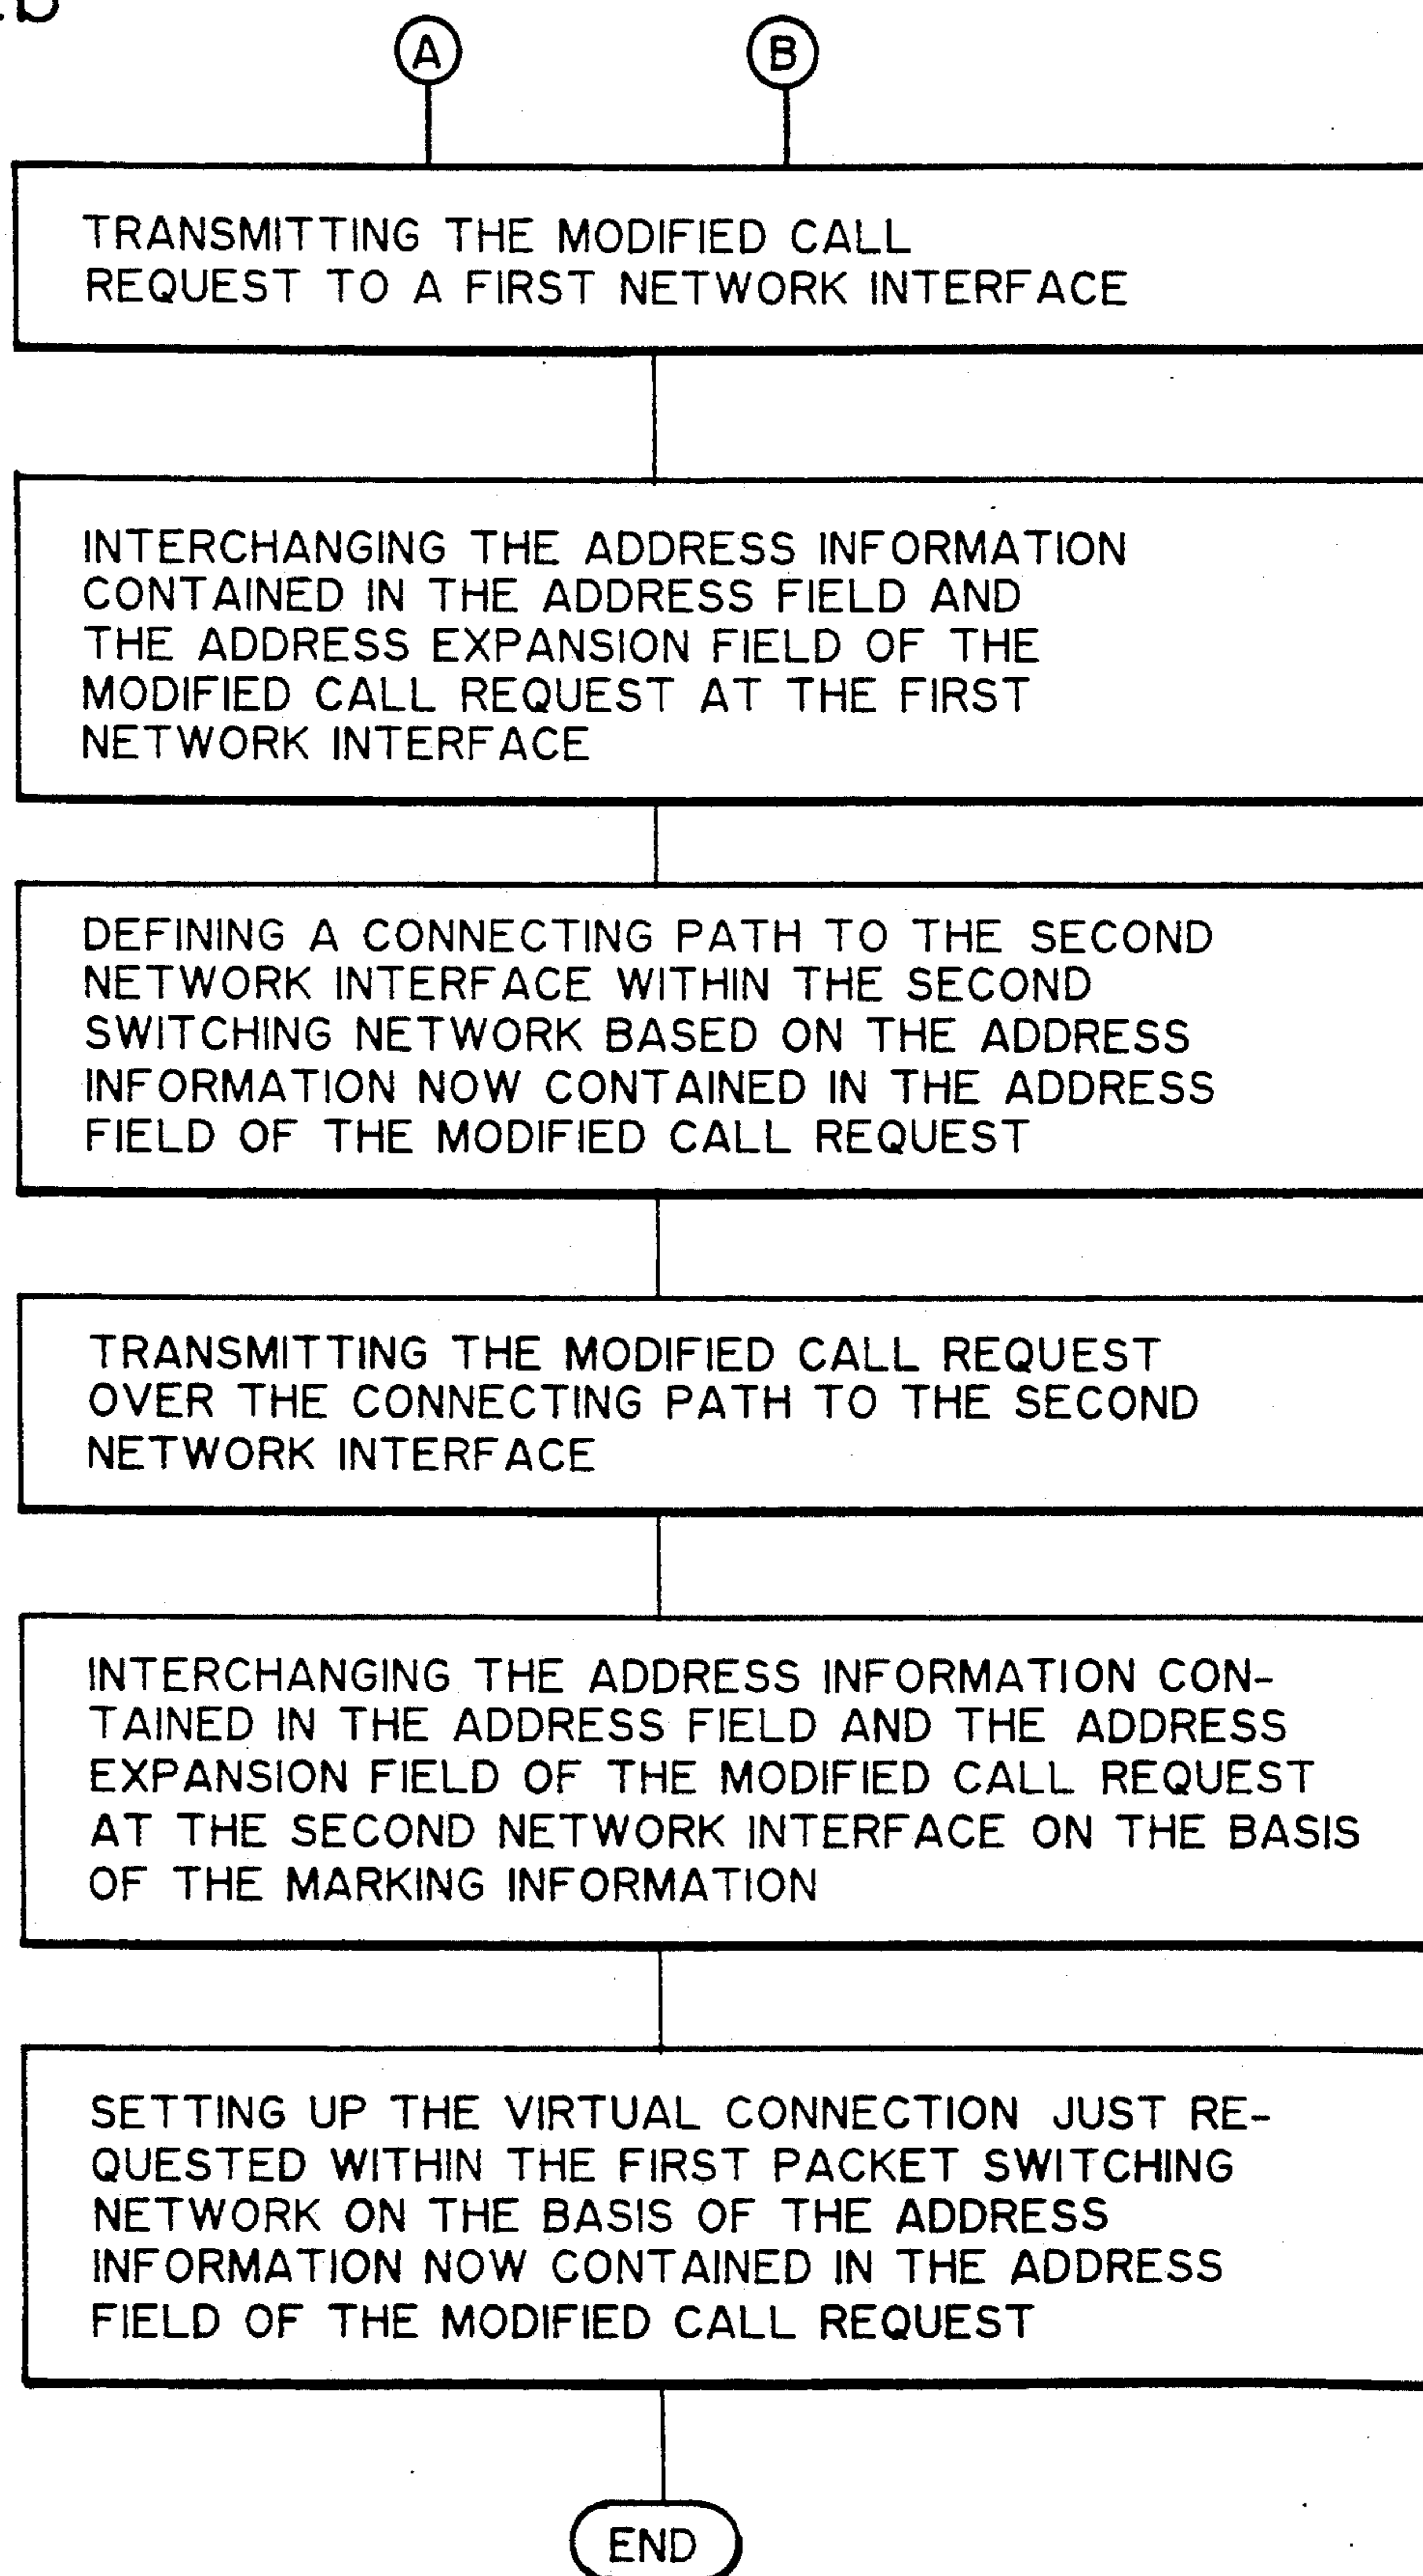 A B
TRANSMITTING THE MODIFIED CALL
REQUEST TO A FIRST NETWORK INTERFACE
INTERCHANGING THE ADDRESS INFORMATION
CONTAINED IN THE ADDRESS FIELD AND
THE ADDRESS EXPANSION FIELD OF THE
MODIFIED CALL REQUEST AT THE FIRST
NETWORK INTERFACE
DEFINING A CONNECTING PATH TO THE SECOND
NETWORK INTERFACE WITHIN THE SECOND
SWITCHING NETWORK BASED ON THE ADDRESS
INFORMATION NOW CONTAINED IN THE ADDRESS
FIELD OF THE MODIFIED CALL REQUEST
TRANSMITTING THE MODIFIED CALL REQUEST
OVER THE CONNECTING PATH TO THE SECOND
NETWORK INTERFACE
INTERCHANGING THE ADDRESS INFORMATION CON-
TAINED IN THE ADDRESS FIELD AND THE ADDRESS
EXPANSION FIELD OF THE MODIFIED CALL REQUEST
AT THE SECOND NETWORK INTERFACE ON THE BASIS
OF THE MARKING INFORMATION
SETTING UP THE VIRTUAL CONNECTION JUST RE-
QUESTED WITHIN THE FIRST PACKET SWITCHING
NETWORK ON THE BASIS OF THE ADDRESS
INFORMATION NOW CONTAINED IN THE ADDRESS
FIELD OF THE MODIFIED CALL REQUEST
END